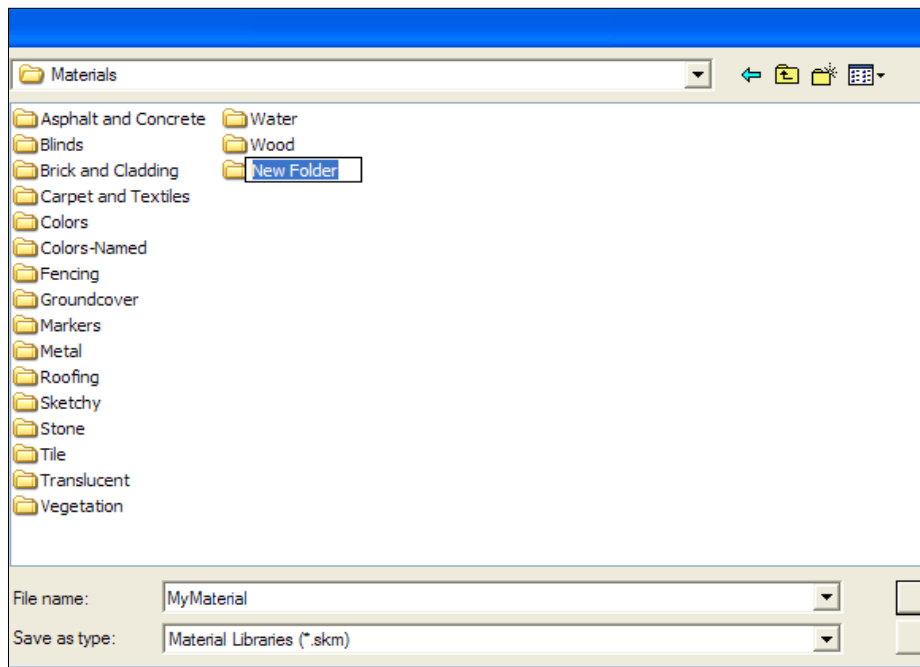 Materials
Asphalt and Concrete
Blinds
Brick and Cladding
Carpet and Textiles
Colors
Colors-Named
Fencing
Groundcover
Markers
Metal
Roofing
Sketchy
Stone
Tile
Translucent
Vegetation
Water
Wood
New Folder
File name: MyMaterial
Save as type: Material Libraries (*.skm)